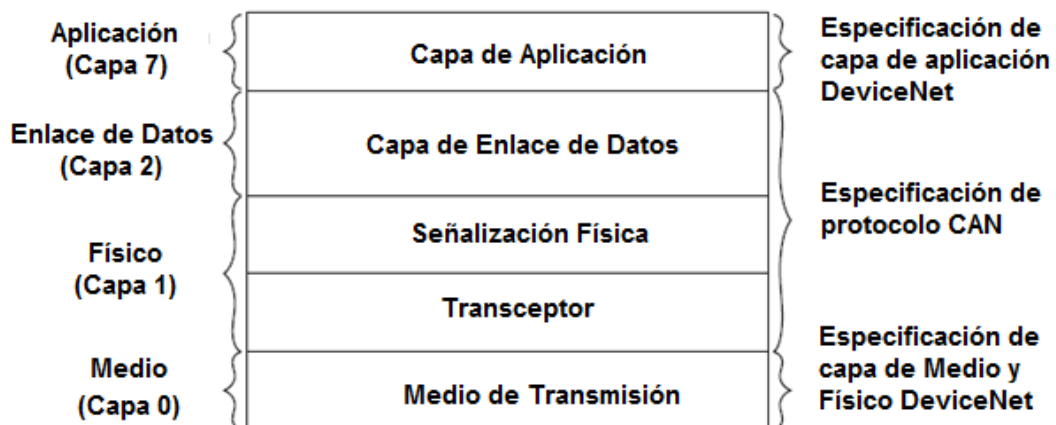 Aplicación
(Capa 7)
Capa de Aplicación
Especificación de
capa de aplicación
DeviceNet
Enlace de Datos
(Capa 2)
Capa de Enlace de Datos
Señalización Física
Especificación de
protocolo CAN
Físico
(Capa 1)
Transceptor
Medio
(Capa 0)
Medio de Transmisión
Especificación de
capa de Medio y
Físico DeviceNet